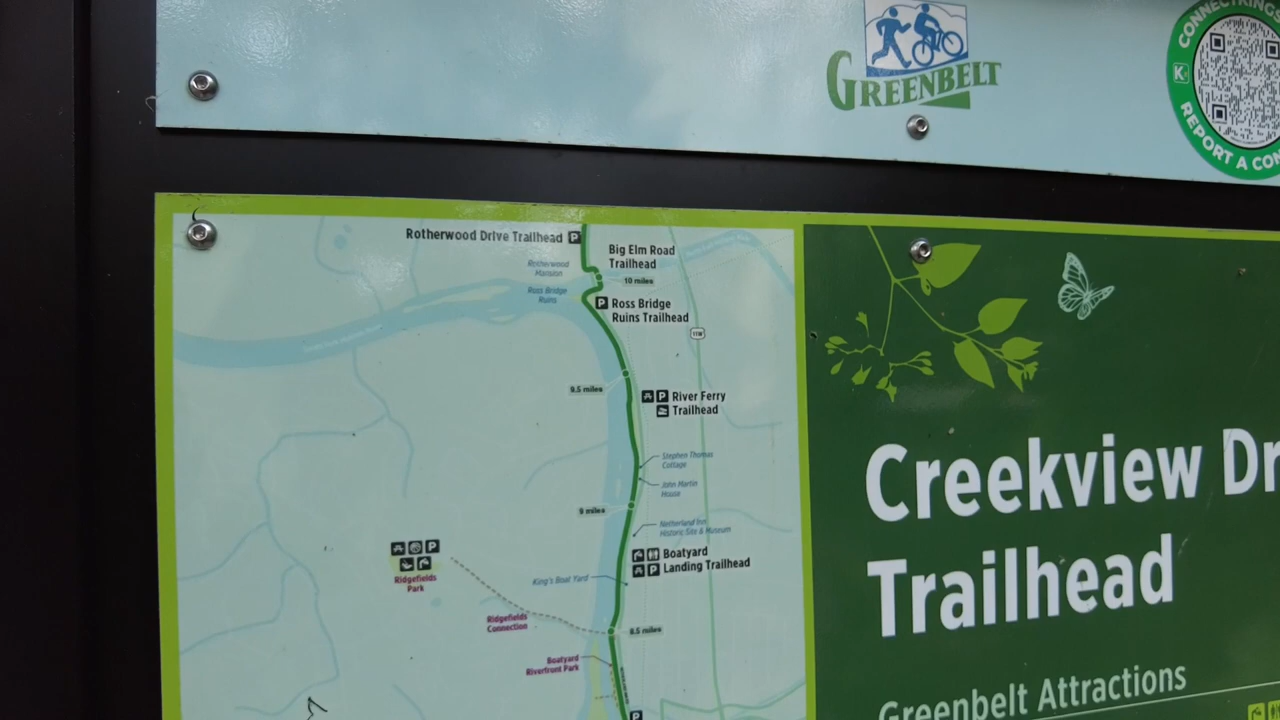 GREENBELT
CONNECTKINGS
K
REPORT A CON
Rotherwood Drive Trailhead P
Big Elm Road
Trailhead
Rotherwood
Mansion
10 miles
Ross Bridge
Ruins
P Ross Bridge
Ruins Trailhead
11W
9.5 miles
P River Ferry
Trailhead
Stephen Thomas
Cottage
John Martin
House
9 miles
Netherland Inn
Historic Site & Museum
P
Boatyard
P Landing Trailhead
Ridgefields
Park
King's Boat Yard
Ridgefields
Connection
8.5 miles
Boatyard
Riverfront Park
P
Creekview Dr
Trailhead
Greenbelt Attractions